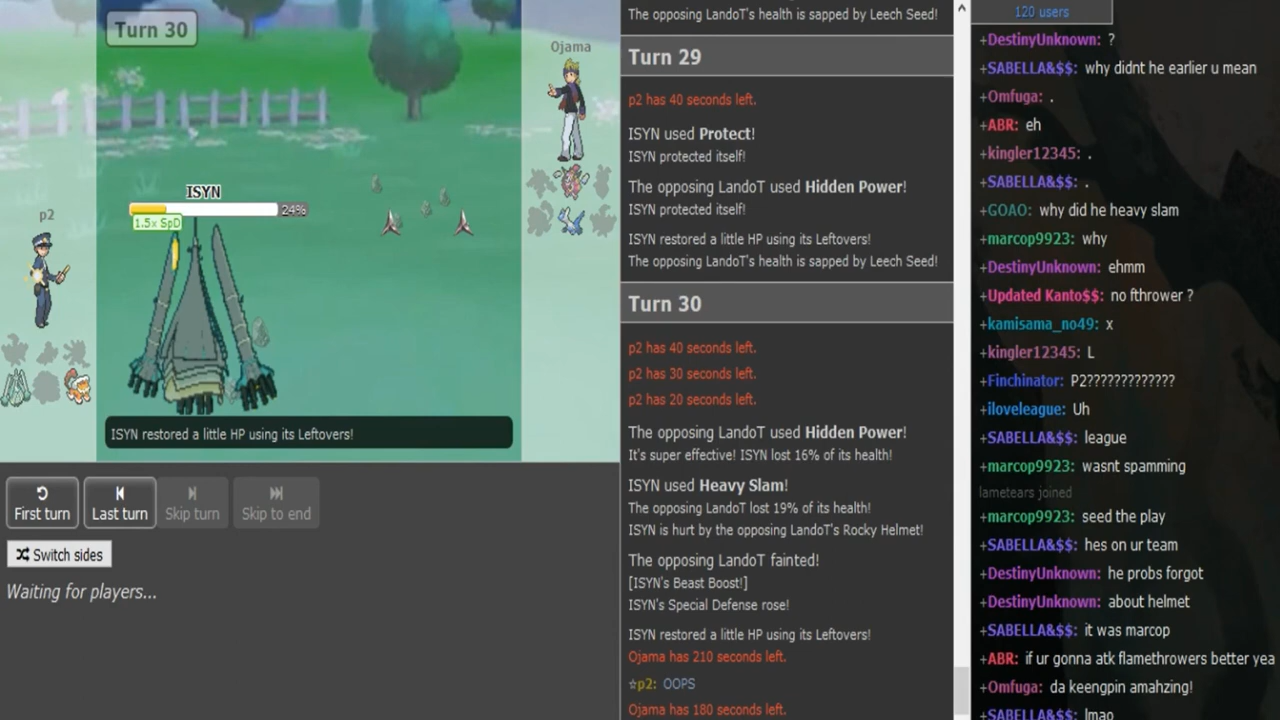 Turn 30
Ojama
ISYN
24%
1.5x SpD
p2
ISYN restored a little HP using its Leftovers!
First turn
Last turn
Skip turn
Skip to end
Switch sides
Waiting for players...
The opposing LandoT's health is sapped by Leech Seed!
Turn 29
p2 has 40 seconds left.
ISYN used Protect!
ISYN protected itself!
The opposing LandoT used Hidden Power!
ISYN protected itself!
ISYN restored a little HP using its Leftovers!
The opposing LandoT's health is sapped by Leech Seed!
Turn 30
p2 has 40 seconds left.
p2 has 30 seconds left.
p2 has 20 seconds left.
The opposing LandoT used Hidden Power!
It's super effective! ISYN lost 16% of its health!
ISYN used Heavy Slam!
The opposing LandoT lost 19% of its health!
ISYN is hurt by the opposing LandoT's Rocky Helmet!
The opposing LandoT fainted!
[ISYN's Beast Boost!]
ISYN's Special Defense rose!
ISYN restored a little HP using its Leftovers!
Ojama has 210 seconds left.
☆p2: OOPS
Ojama has 180 seconds left.
120 users
+DestinyUnknown: ?
+SABELLA&$$: why didnt he earlier u mean
+Omfuga: .
+ABR: eh
+kingler12345: .
+SABELLA&$$: .
+GOAO: why did he heavy slam
+marcop9923: why
+DestinyUnknown: ehmm
+Updated Kanto$$: no fthrower ?
+kamisama_no49: x
+kingler12345: L
+Finchinator: P2?????????????
+iloveleague: Uh
+SABELLA&$$: league
+marcop9923: wasnt spamming
lametears joined
+marcop9923: seed the play
+SABELLA&$$: hes on ur team
+DestinyUnknown: he probs forgot
+DestinyUnknown: about helmet
+SABELLA&$$: it was marcop
+ABR: if ur gonna atk flamethrowers better yea
+Omfuga: da keengpin amahzing!
+SABELLA&$$: lmao